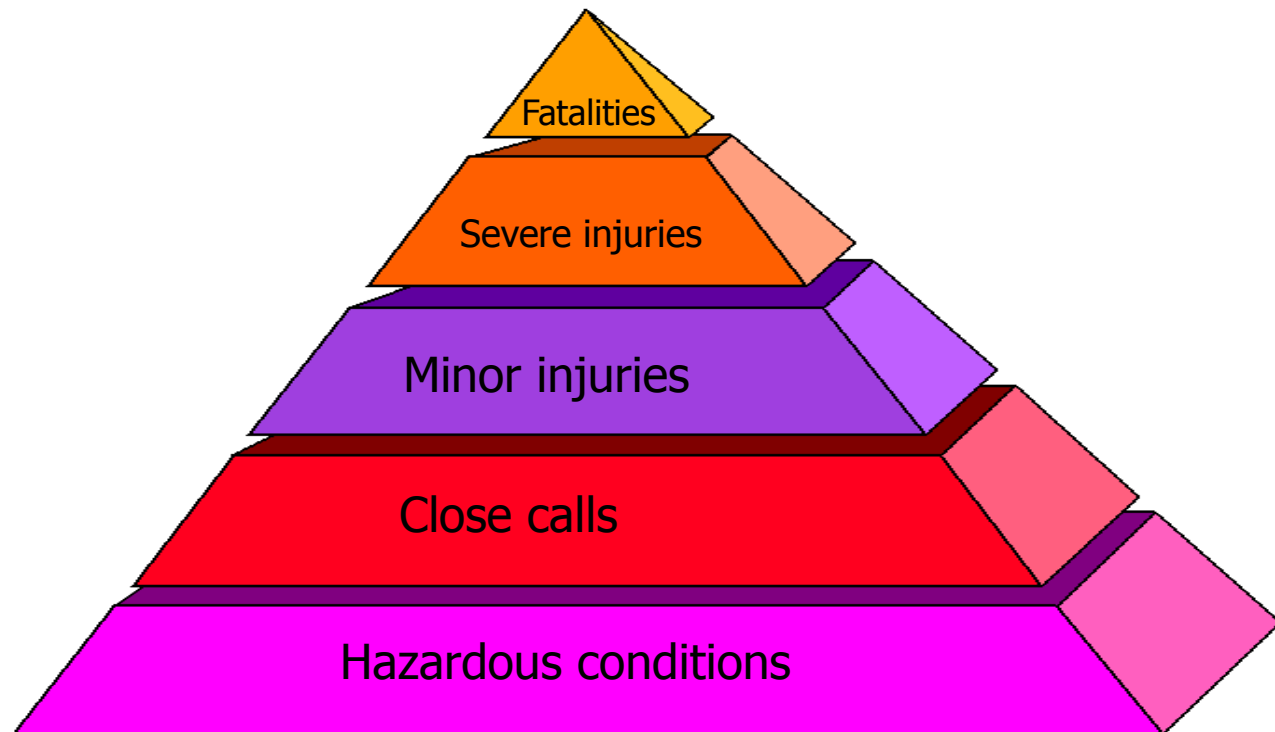 Fatalities
Severe injuries
Minor injuries
Close calls
Hazardous conditions